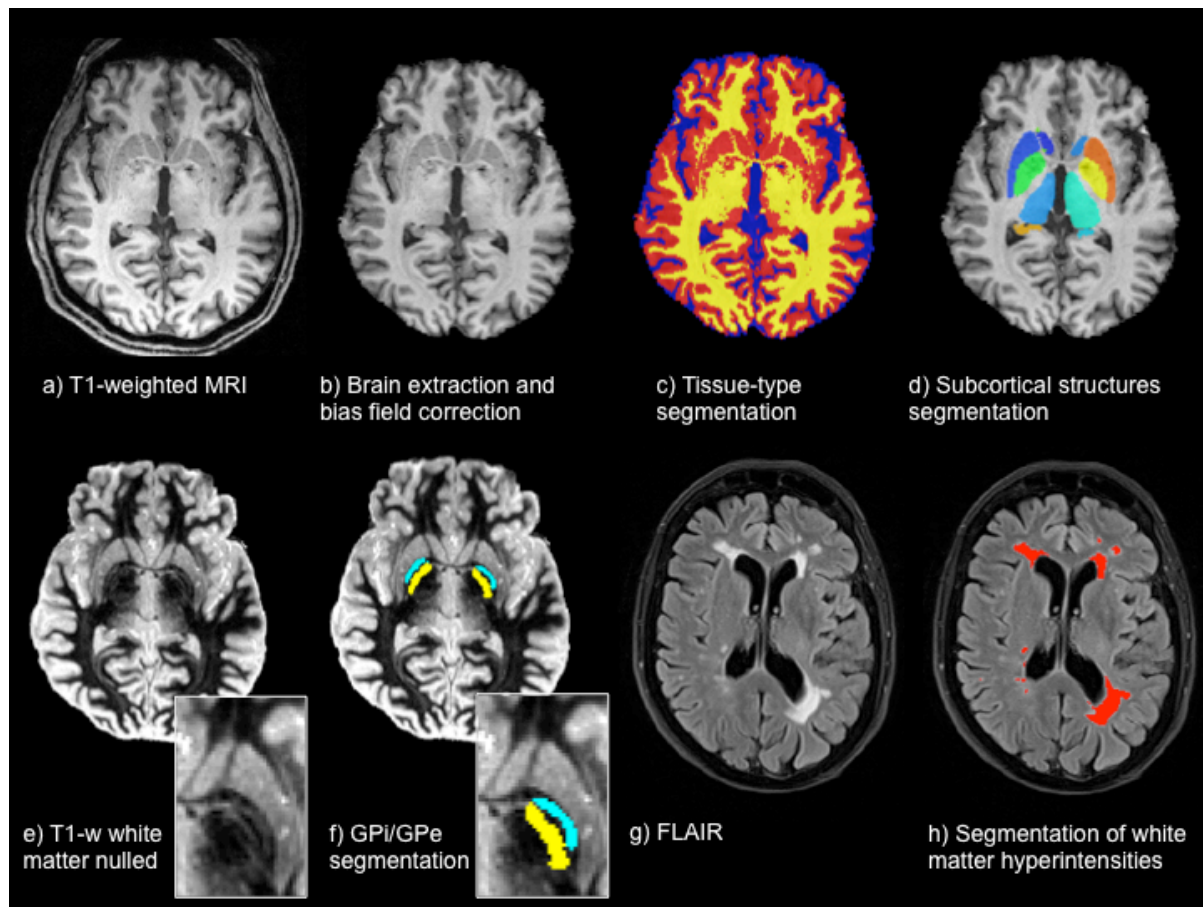 a) T1-weighted MRI
b) Brain extraction and
bias field correction
c) Tissue-type
segmentation
d) Subcortical structures
segmentation
e) T1-w white
matter nulled
f) GPi/GPe
segmentation
g) FLAIR
h) Segmentation of white
matter hyperintensities